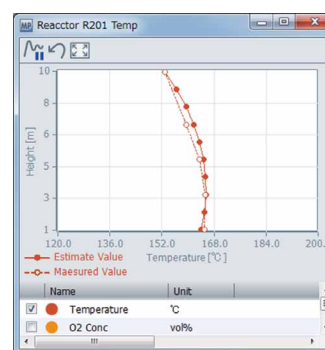 MR Reacctor R201 Temp
10
8
6
5
3
1
Height [m]
120.0 136.0 152.0 168.0 184.0 200.
Estimate Value
Temperature [℃]
Maesured Value
Name Unit
Temperature ℃
O2 Conc vol%